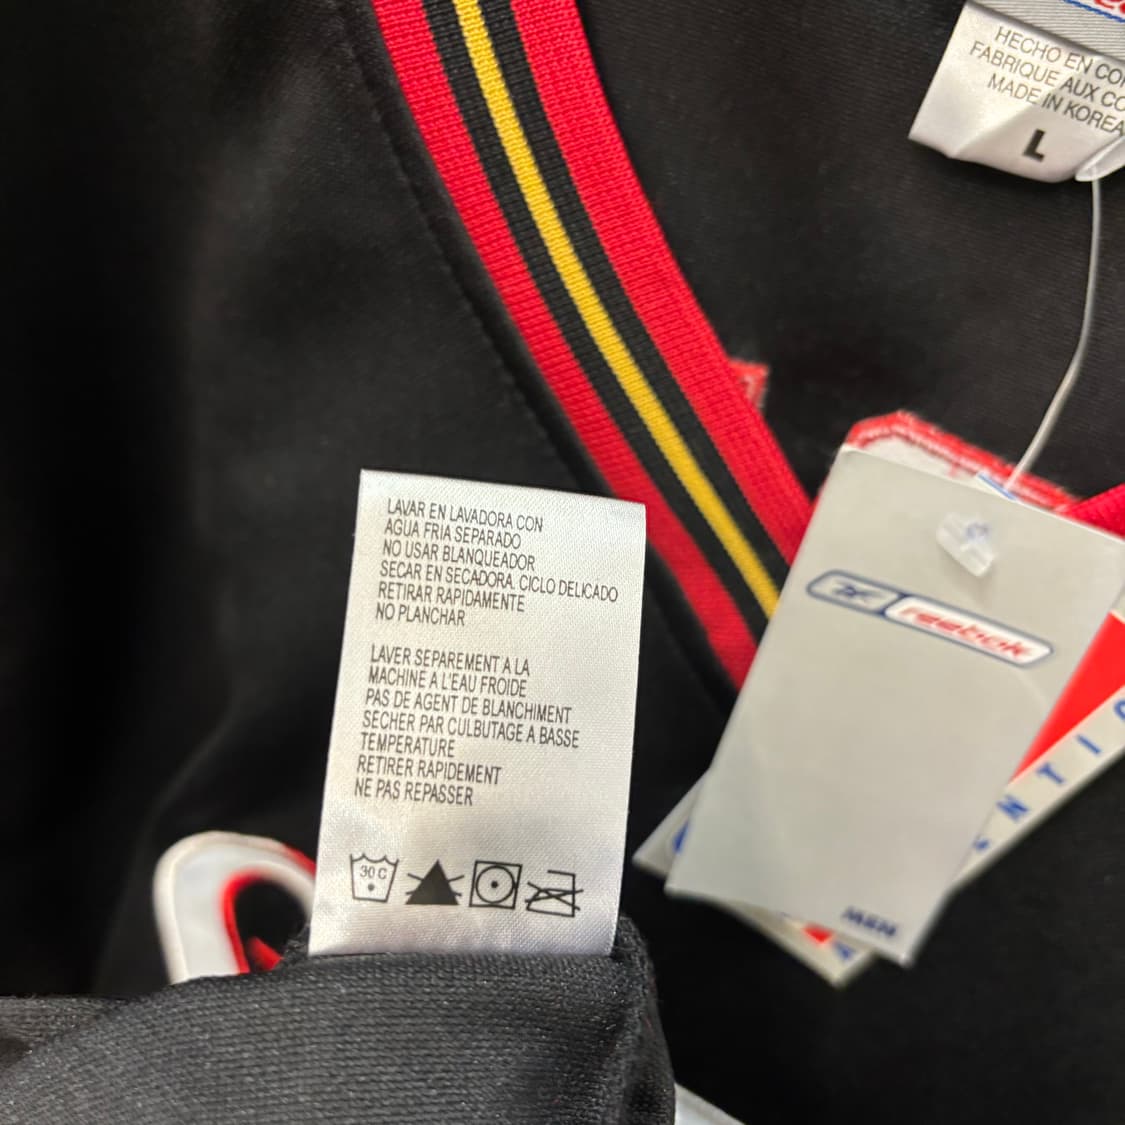 HECHO EN
FABRIQUE AUX
MADE IN KOREA
L
LAVAR EN LAVADORA CON
AGUA FRIA SEPARADO
NO USAR BLANQUEADOR
SECAR EN SECADORA. CICLO DELICADO
RETIRAR RAPIDAMENTE
NO PLANCHAR
LAVER SEPAREMENT A LA
MACHINE A L'EAU FROIDE
PAS DE AGENT DE BLANCHIMENT
SECHER PAR CULBUTAGE A BASSE
TEMPERATURE
RETIRER RAPIDEMENT
NE PAS REPASSER
30 C
Reebok
MEN